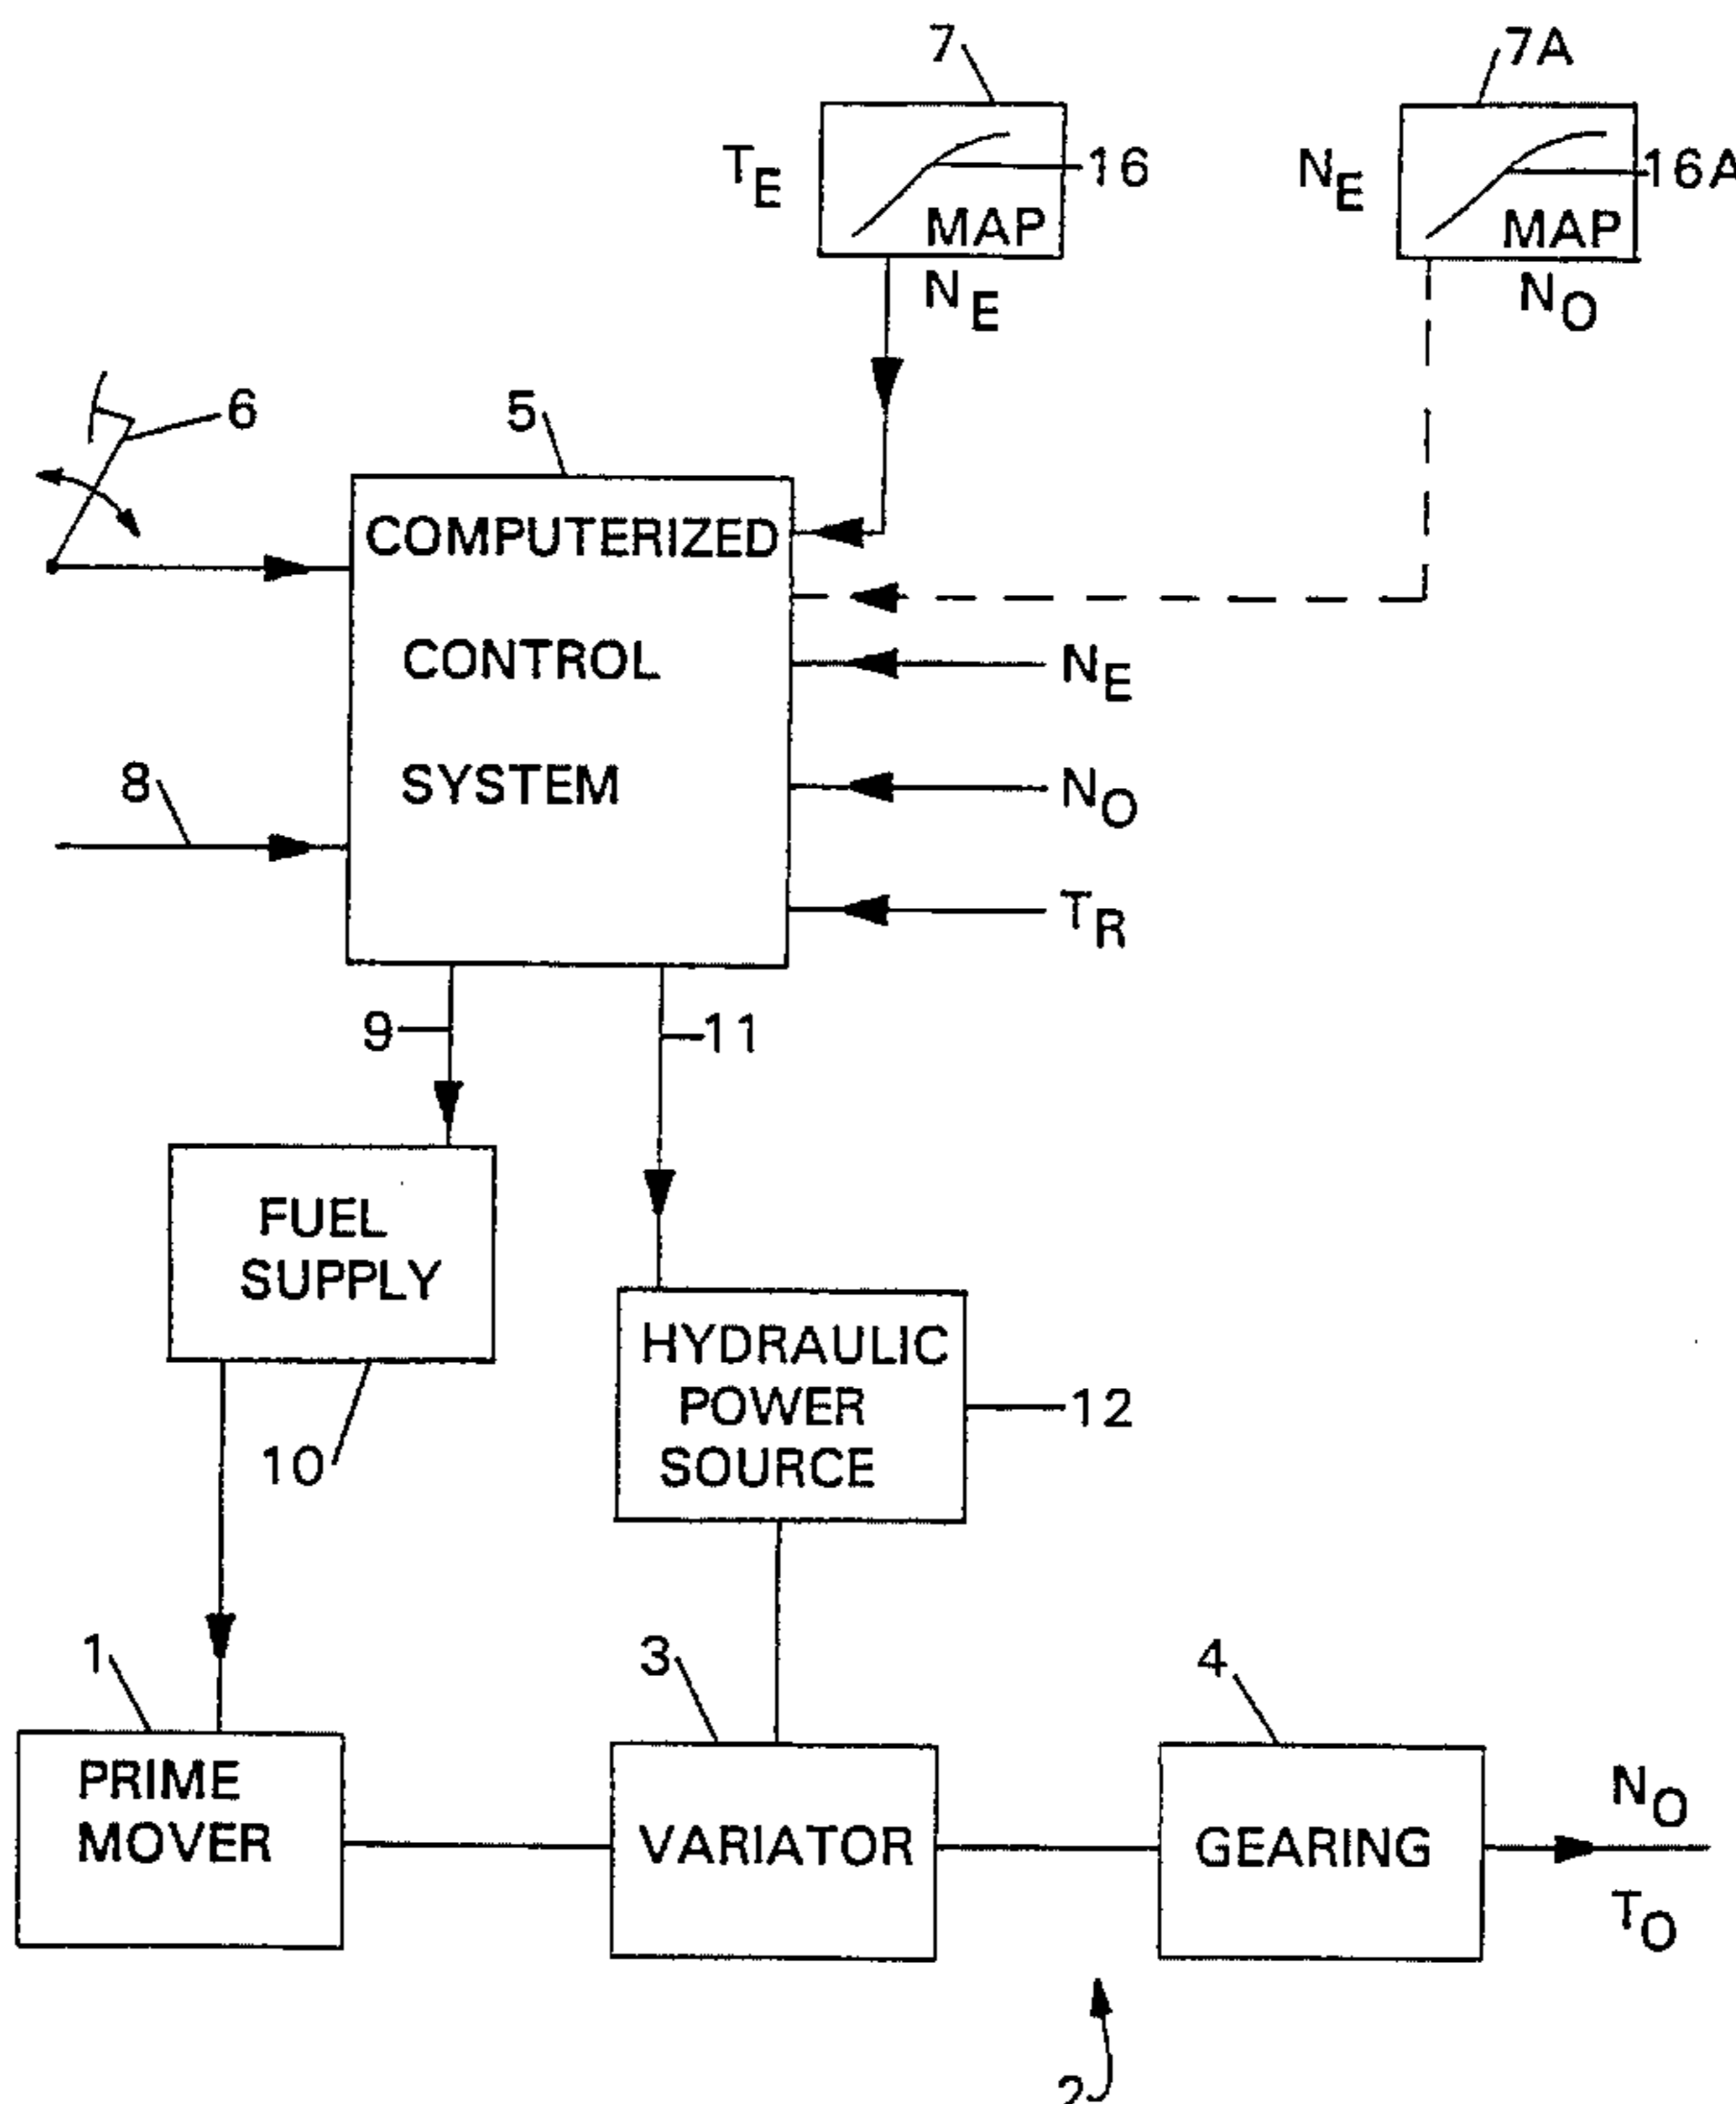 7
7A
T_E
16
N_E
16A
MAP
MAP
N_E
N_O
6
5
COMPUTERIZED
CONTROL
N_E
SYSTEM
N_O
8
T_R
9
11
FUEL
SUPPLY
HYDRAULIC
POWER
SOURCE
12
10
1
3
4
PRIME
MOVER
VARIATOR
GEARING
N_O
T_O
2